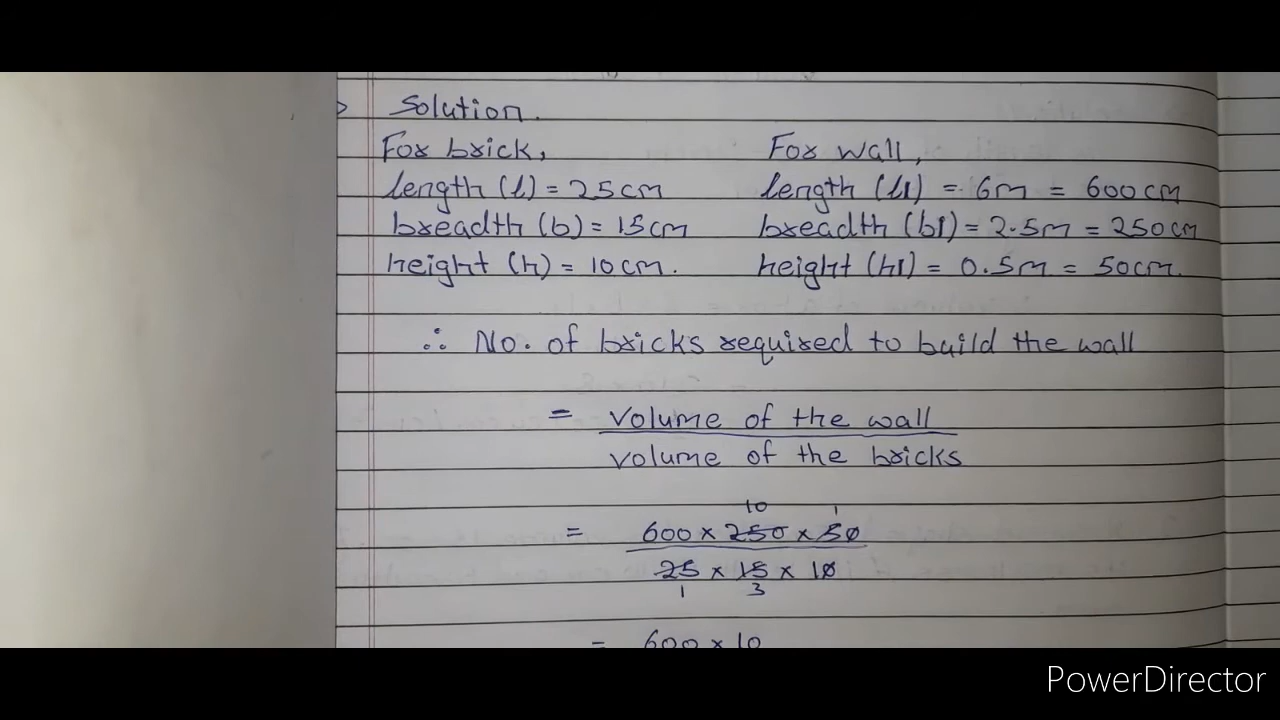 Solution.
For brick,
For wall,
length (l) = 25cm
length (l1) = 6m = 600cm
breadth (b) = 15cm
breadth (b1) = 2.5m = 250cm
height (h) = 10cm.
height (h1) = 0.5m = 50cm.
∴ No. of bricks required to build the wall
= volume of the wall
volume of the bricks
10 1
= 600 × 250 × 50
25 × 15 × 10
1 3
= 600 × 10
PowerDirector